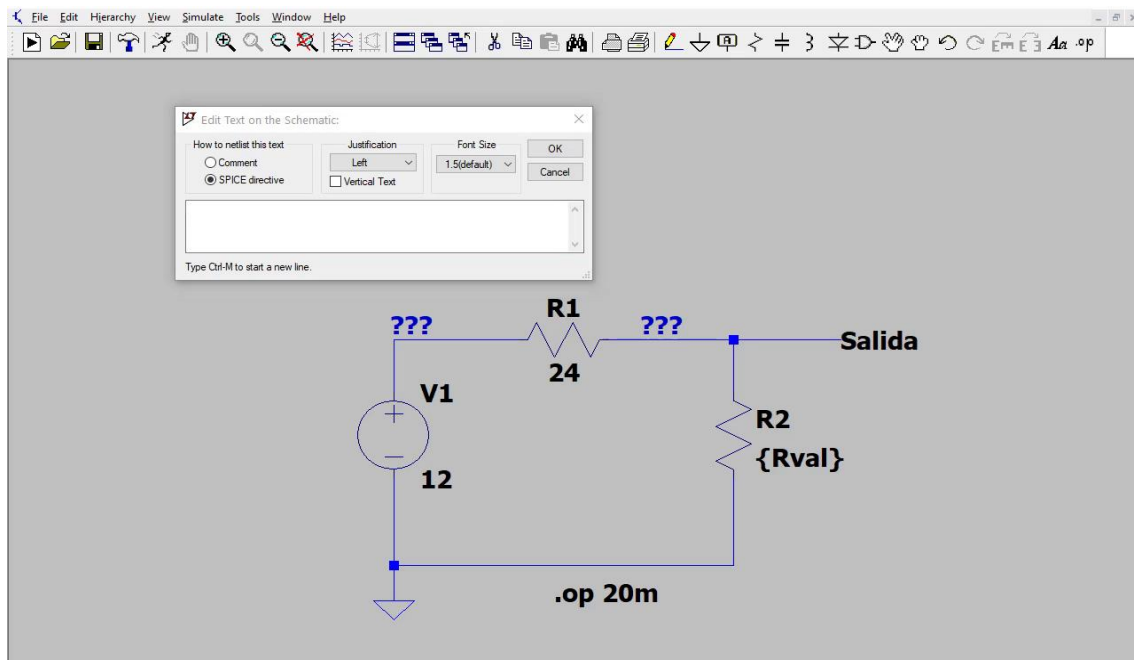 File Edit Hierarchy View Simulate Tools Window Help
Aa .op
Edit Text on the Schematic:
How to netlist this text
Comment
SPICE directive
Justification
Left
Vertical Text
Font Size
1.5(default)
OK
Cancel
Type Ctrl-M to start a new line.
R1
???
???
24
Salida
V1
12
R2
{Rval}
.op 20m